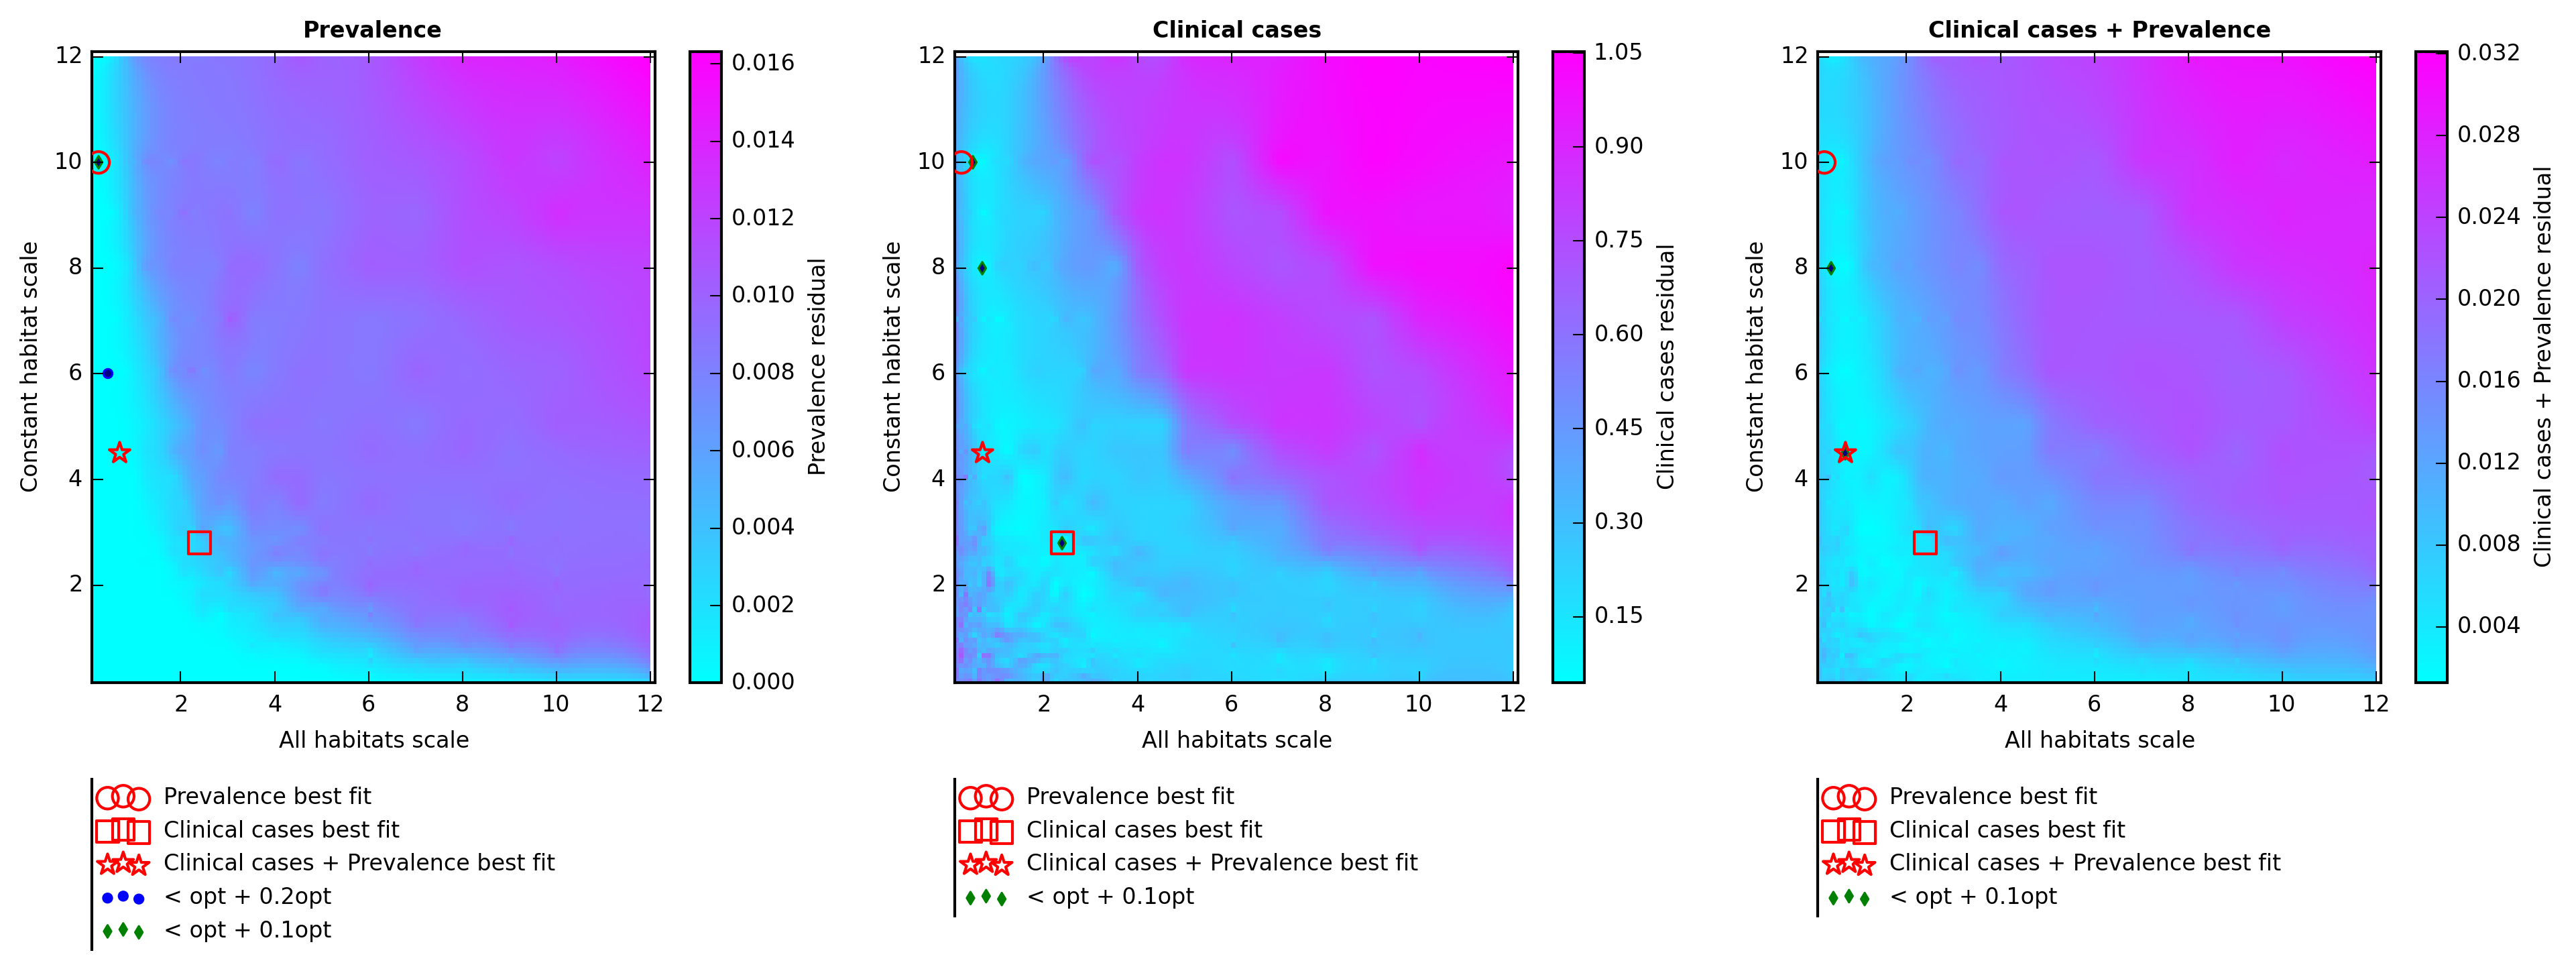 Prevalence
Constant habitat scale
12
10
8
6
4
2
2 4 6 8 10 12
All habitats scale
0.016
0.014
0.012
0.010
0.008
0.006
0.004
0.002
0.000
Prevalence residual
Prevalence best fit
Clinical cases best fit
Clinical cases + Prevalence best fit
< opt + 0.2opt
< opt + 0.1opt
Clinical cases
Constant habitat scale
12
10
8
6
4
2
2 4 6 8 10 12
All habitats scale
1.05
0.90
0.75
0.60
0.45
0.30
0.15
Clinical cases residual
Prevalence best fit
Clinical cases best fit
Clinical cases + Prevalence best fit
< opt + 0.1opt
Clinical cases + Prevalence
Constant habitat scale
12
10
8
6
4
2
2 4 6 8 10 12
All habitats scale
0.032
0.028
0.024
0.020
0.016
0.012
0.008
0.004
Clinical cases + Prevalence residual
Prevalence best fit
Clinical cases best fit
Clinical cases + Prevalence best fit
< opt + 0.1opt